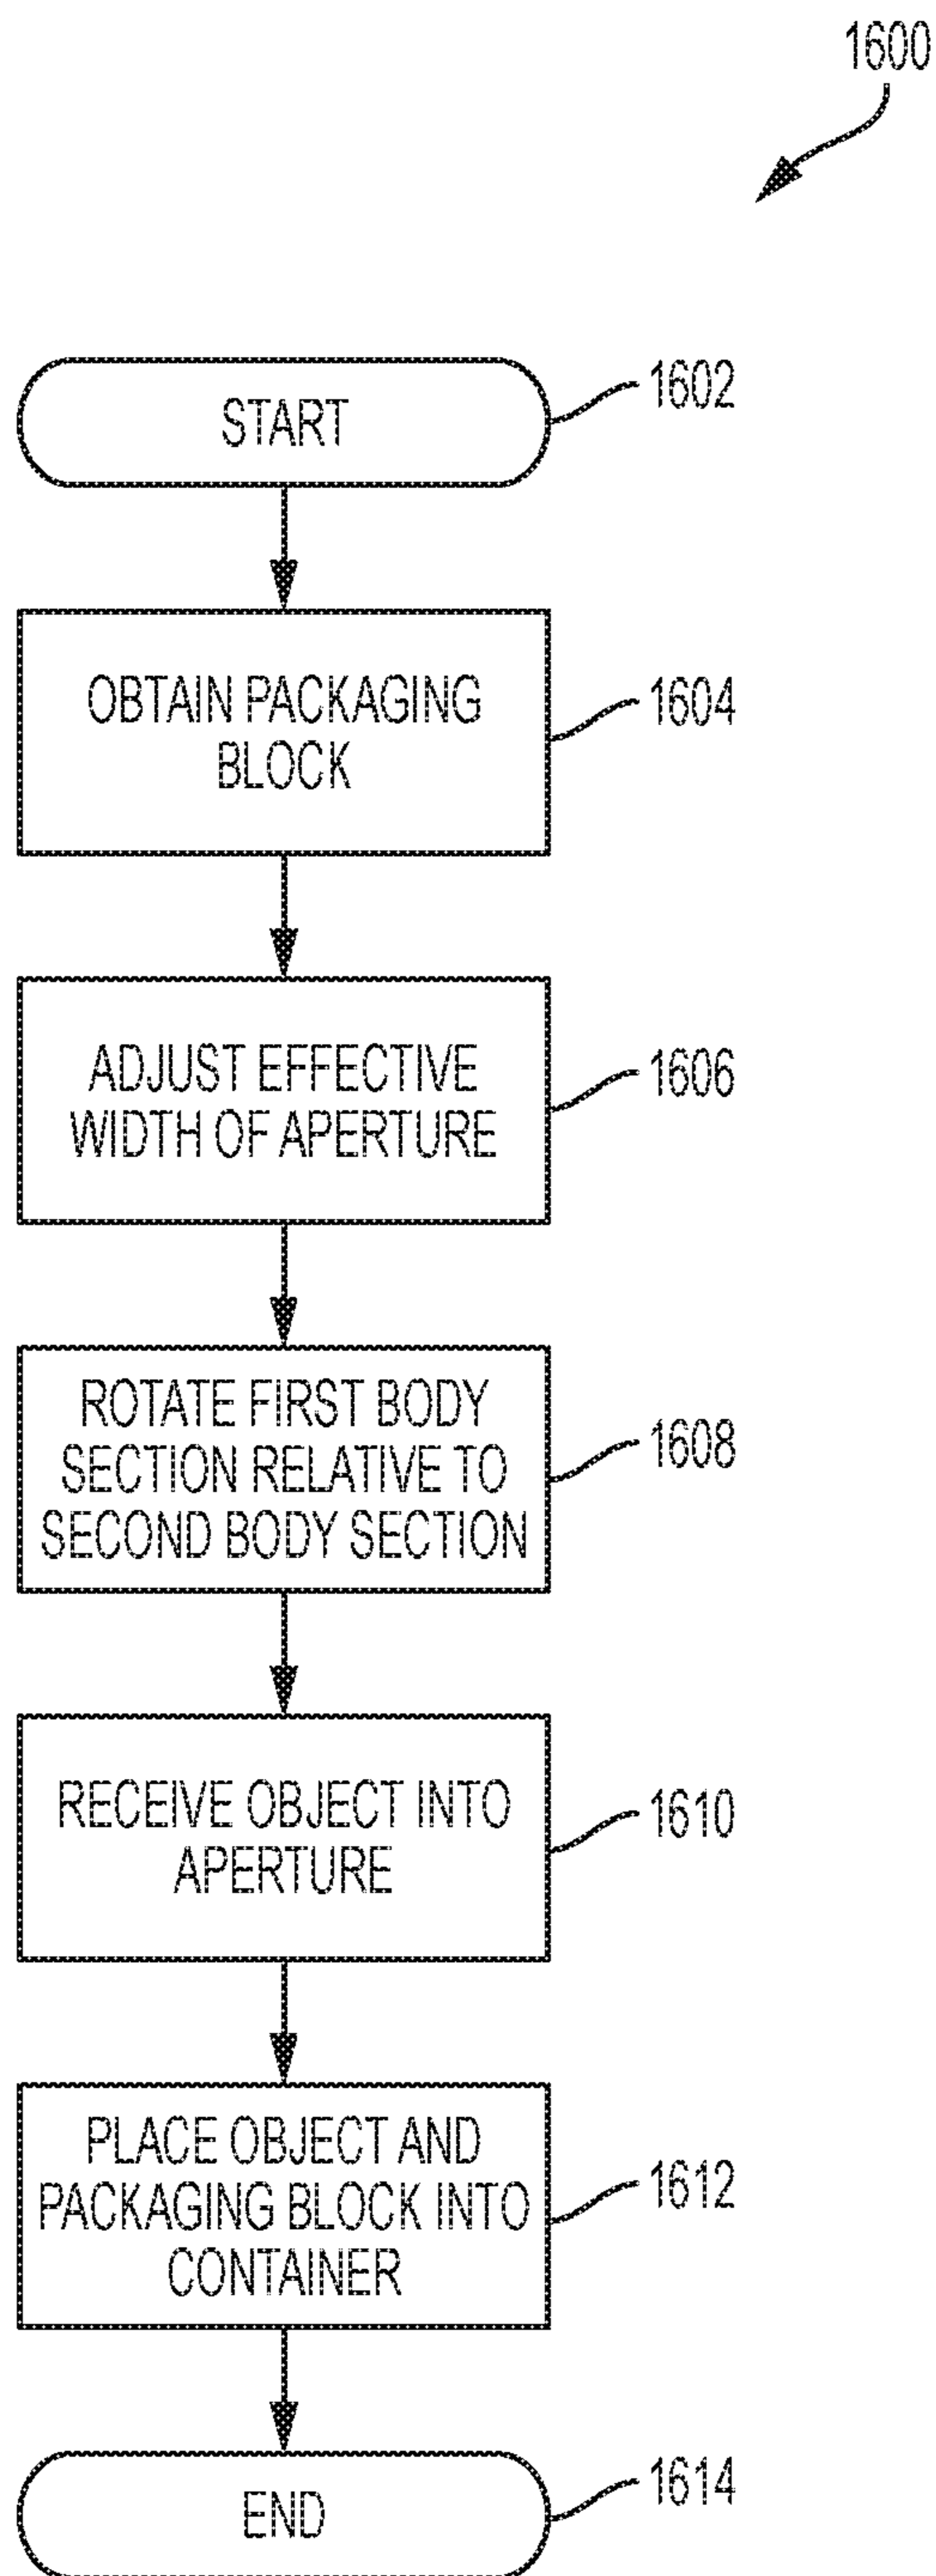 1600
START
1602
OBTAIN PACKAGING
BLOCK
1604
ADJUST EFFECTIVE
WIDTH OF APERTURE
1606
ROTATE FIRST BODY
SECTION RELATIVE TO
SECOND BODY SECTION
1608
RECEIVE OBJECT INTO
APERTURE
1610
PLACE OBJECT AND
PACKAGING BLOCK INTO
CONTAINER
1612
END
1614